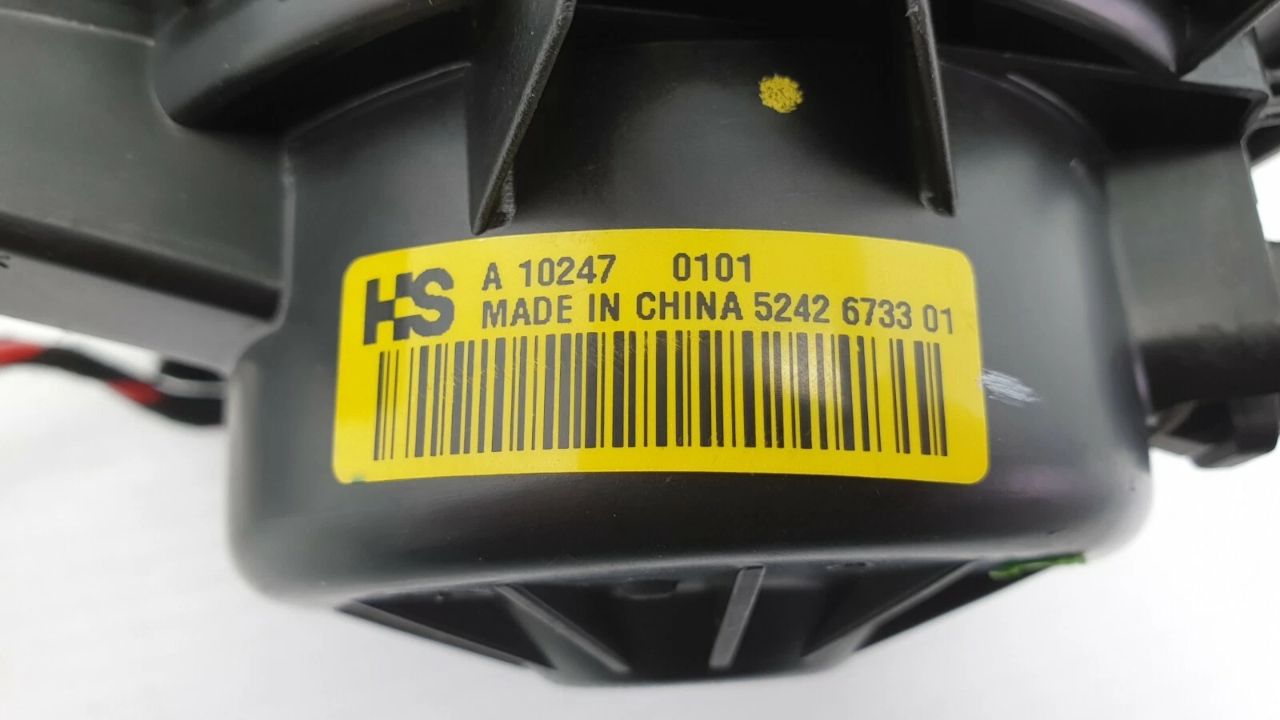 HS
A 10247 0101
MADE IN CHINA 5242 6733 01